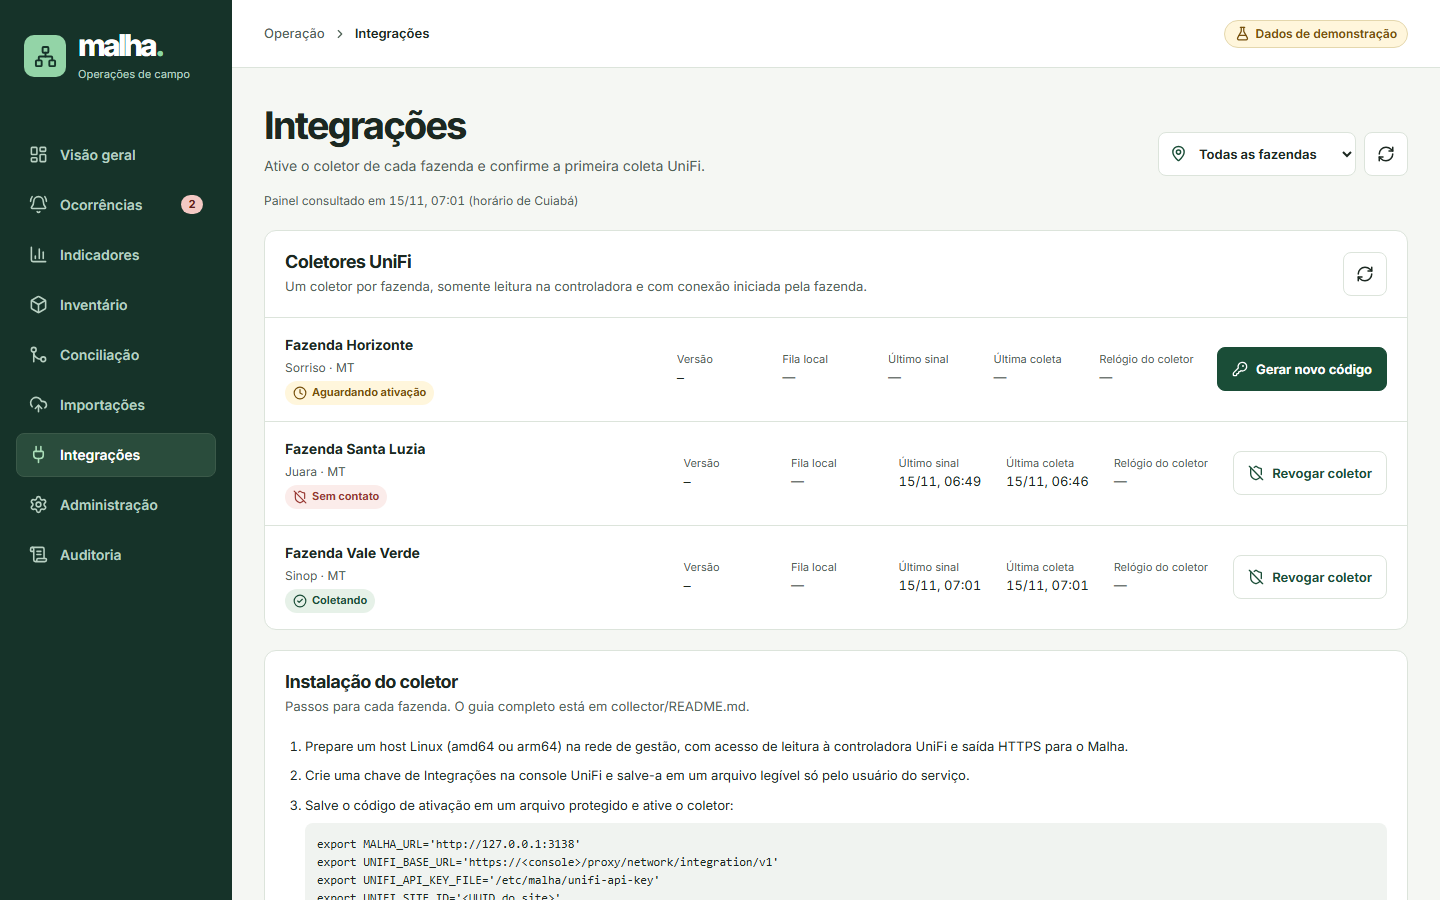 malha.
Operações de campo
Visão geral
Ocorrências 2
Indicadores
Inventário
Conciliação
Importações
Integrações
Administração
Auditoria
Operação > Integrações
Dados de demonstração
Integrações
Ative o coletor de cada fazenda e confirme a primeira coleta UniFi.
Painel consultado em 15/11, 07:01 (horário de Cuiabá)
Todas as fazendas
Coletores UniFi
Um coletor por fazenda, somente leitura na controladora e com conexão iniciada pela fazenda.
Fazenda Horizonte
Sorriso · MT
Aguardando ativação
Versão Fila local Último sinal Última coleta Relógio do coletor
– — — — —
Gerar novo código
Fazenda Santa Luzia
Juara · MT
Sem contato
Versão Fila local Último sinal Última coleta Relógio do coletor
– — 15/11, 06:49 15/11, 06:46 —
Revogar coletor
Fazenda Vale Verde
Sinop · MT
Coletando
Versão Fila local Último sinal Última coleta Relógio do coletor
– — 15/11, 07:01 15/11, 07:01 —
Revogar coletor
Instalação do coletor
Passos para cada fazenda. O guia completo está em collector/README.md.
1. Prepare um host Linux (amd64 ou arm64) na rede de gestão, com acesso de leitura à controladora UniFi e saída HTTPS para o Malha.
2. Crie uma chave de Integrações na console UniFi e salve-a em um arquivo legível só pelo usuário do serviço.
3. Salve o código de ativação em um arquivo protegido e ative o coletor:
export MALHA_URL='http://127.0.0.1:3138'
export UNIFI_BASE_URL='https://<console>/proxy/network/integration/v1'
export UNIFI_API_KEY_FILE='/etc/malha/unifi-api-key'
export UNIFI_SITE_ID='<UUID do site>'